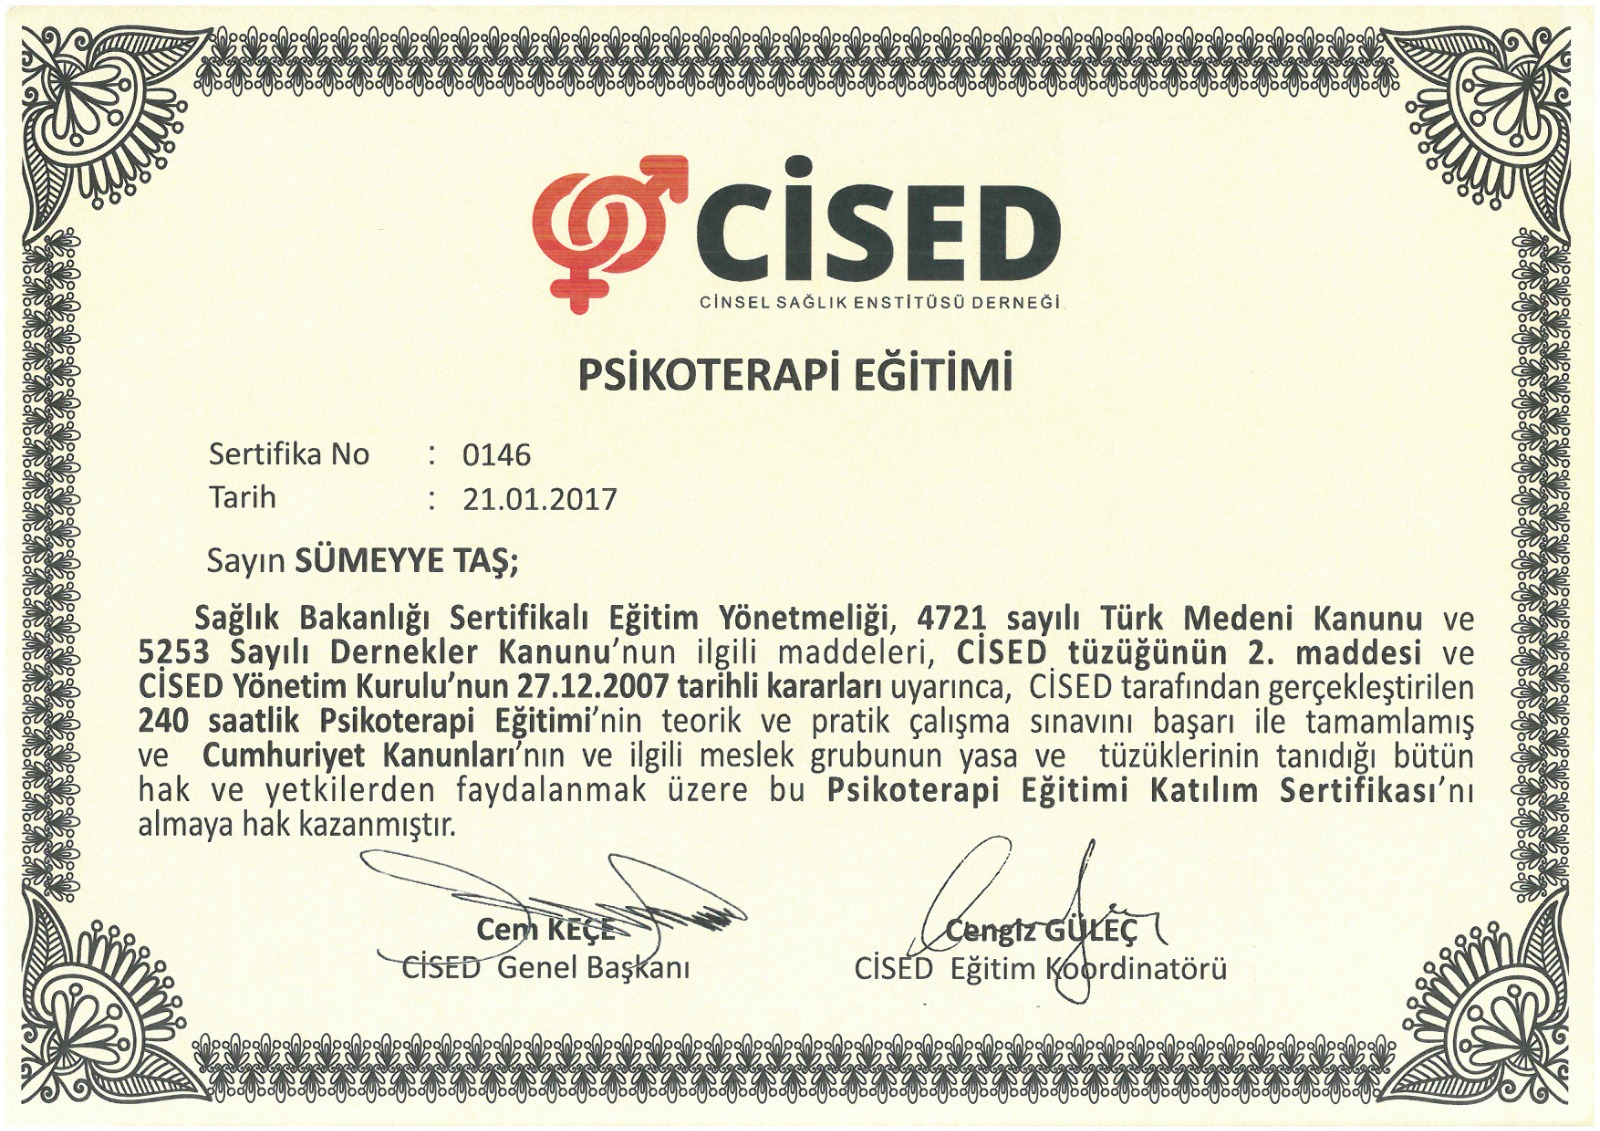 CİSED
CİNSEL SAĞLIK ENSTİTÜSÜ DERNEĞİ
PSİKOTERAPİ EĞİTİMİ
Sertifika No : 0146
Tarih : 21.01.2017
Sayın SÜMEYYE TAŞ;
Sağlık Bakanlığı Sertifikalı Eğitim Yönetmeliği, 4721 sayılı Türk Medeni Kanunu ve
5253 Sayılı Dernekler Kanunu'nun ilgili maddeleri, CİSED tüzüğünün 2. maddesi ve
CİSED Yönetim Kurulu'nun 27.12.2007 tarihli kararları uyarınca, CİSED tarafından gerçekleştirilen
240 saatlik Psikoterapi Eğitimi'nin teorik ve pratik çalışma sınavını başarı ile tamamlamış
ve Cumhuriyet Kanunları'nın ve ilgili meslek grubunun yasa ve tüzüklerinin tanıdığı bütün
hak ve yetkilerden faydalanmak üzere bu Psikoterapi Eğitimi Katılım Sertifikası'nı
almaya hak kazanmıştır.
Cem KEÇE
CİSED Genel Başkanı
Cengiz GÜLEÇ
CİSED Eğitim Koordinatörü